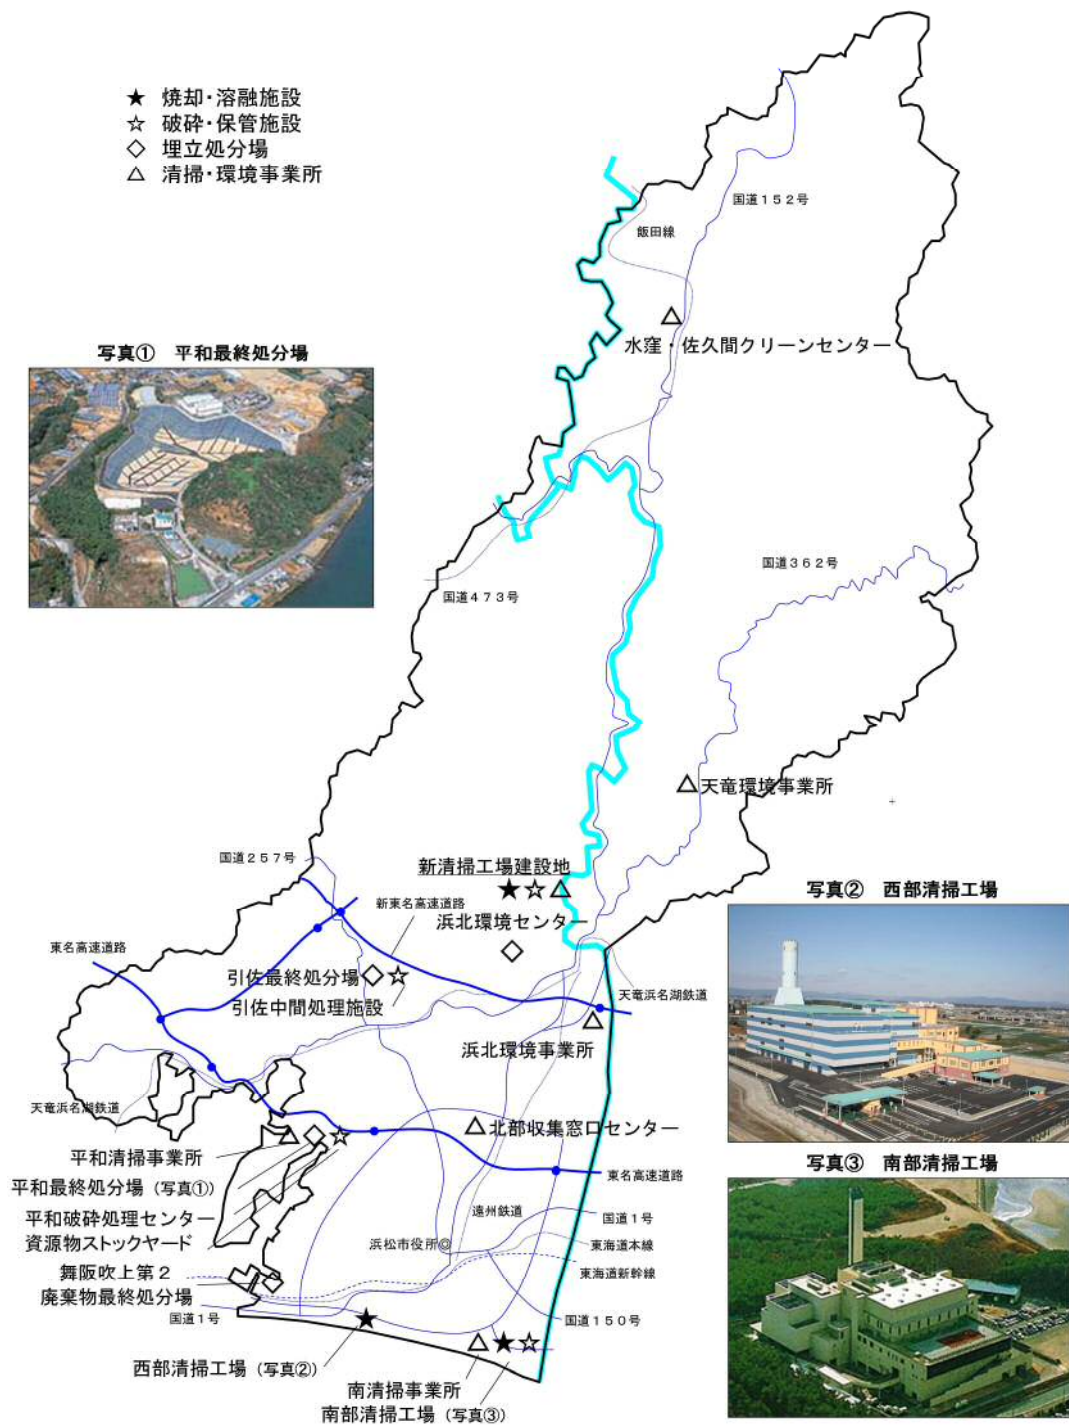 ★ 焼却・溶融施設
☆ 破砕・保管施設
◇ 埋立処分場
△ 清掃・環境事業所
国道152号
飯田線
水窪・佐久間クリーンセンター
写真① 平和最終処分場
国道362号
国道473号
天竜環境事業所
国道257号
新清掃工場建設地
写真② 西部清掃工場
新東名高速道路
浜北環境センター
東名高速道路
引佐最終処分場
引佐中間処理施設
天竜浜名湖鉄道
浜北環境事業所
天竜浜名湖鉄道
北部収集窓口センター
平和清掃事業所
写真③ 南部清掃工場
東名高速道路
平和最終処分場 (写真①)
遠州鉄道
国道1号
平和破砕処理センター
資源物ストックヤード
浜松市役所◎
東海道本線
舞阪吹上第2
廃棄物最終処分場
東海道新幹線
国道1号
国道150号
西部清掃工場 (写真②)
南清掃事業所
南部清掃工場 (写真③)